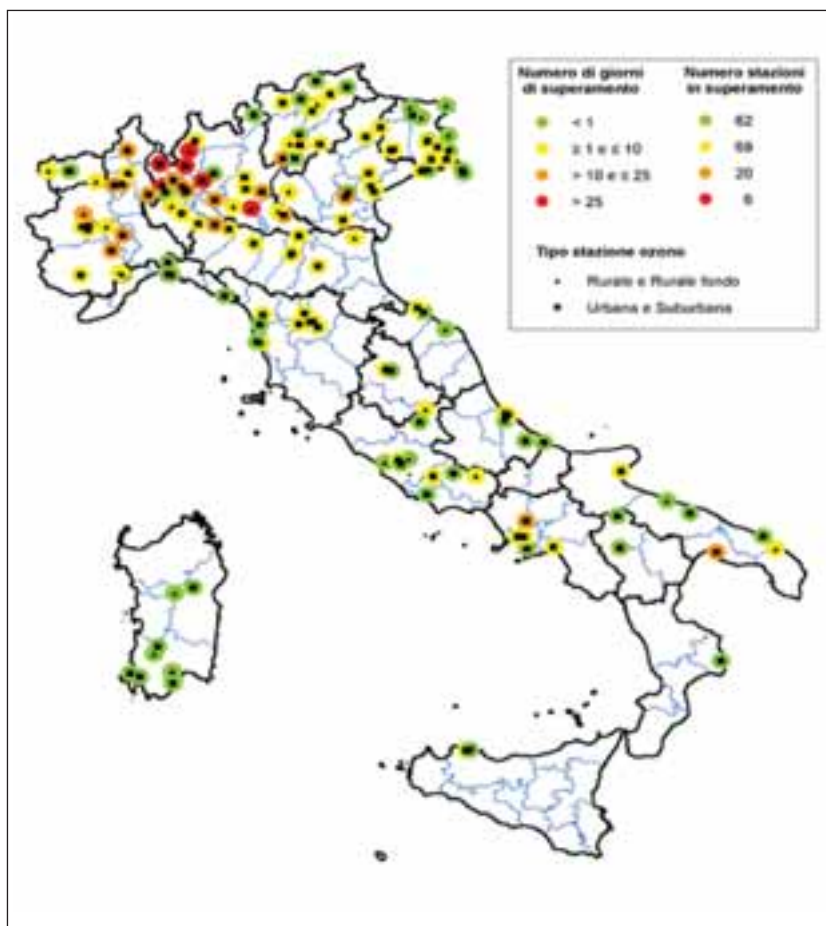 Numero di giorni
di superamento
Numero stazioni
in superamento
< 1 62
≥ 1 e ≤ 10 69
> 10 e ≤ 25 20
> 25 6
Tipo stazione ozono
Rurale e Rurale fondo
Urbana e Suburbana